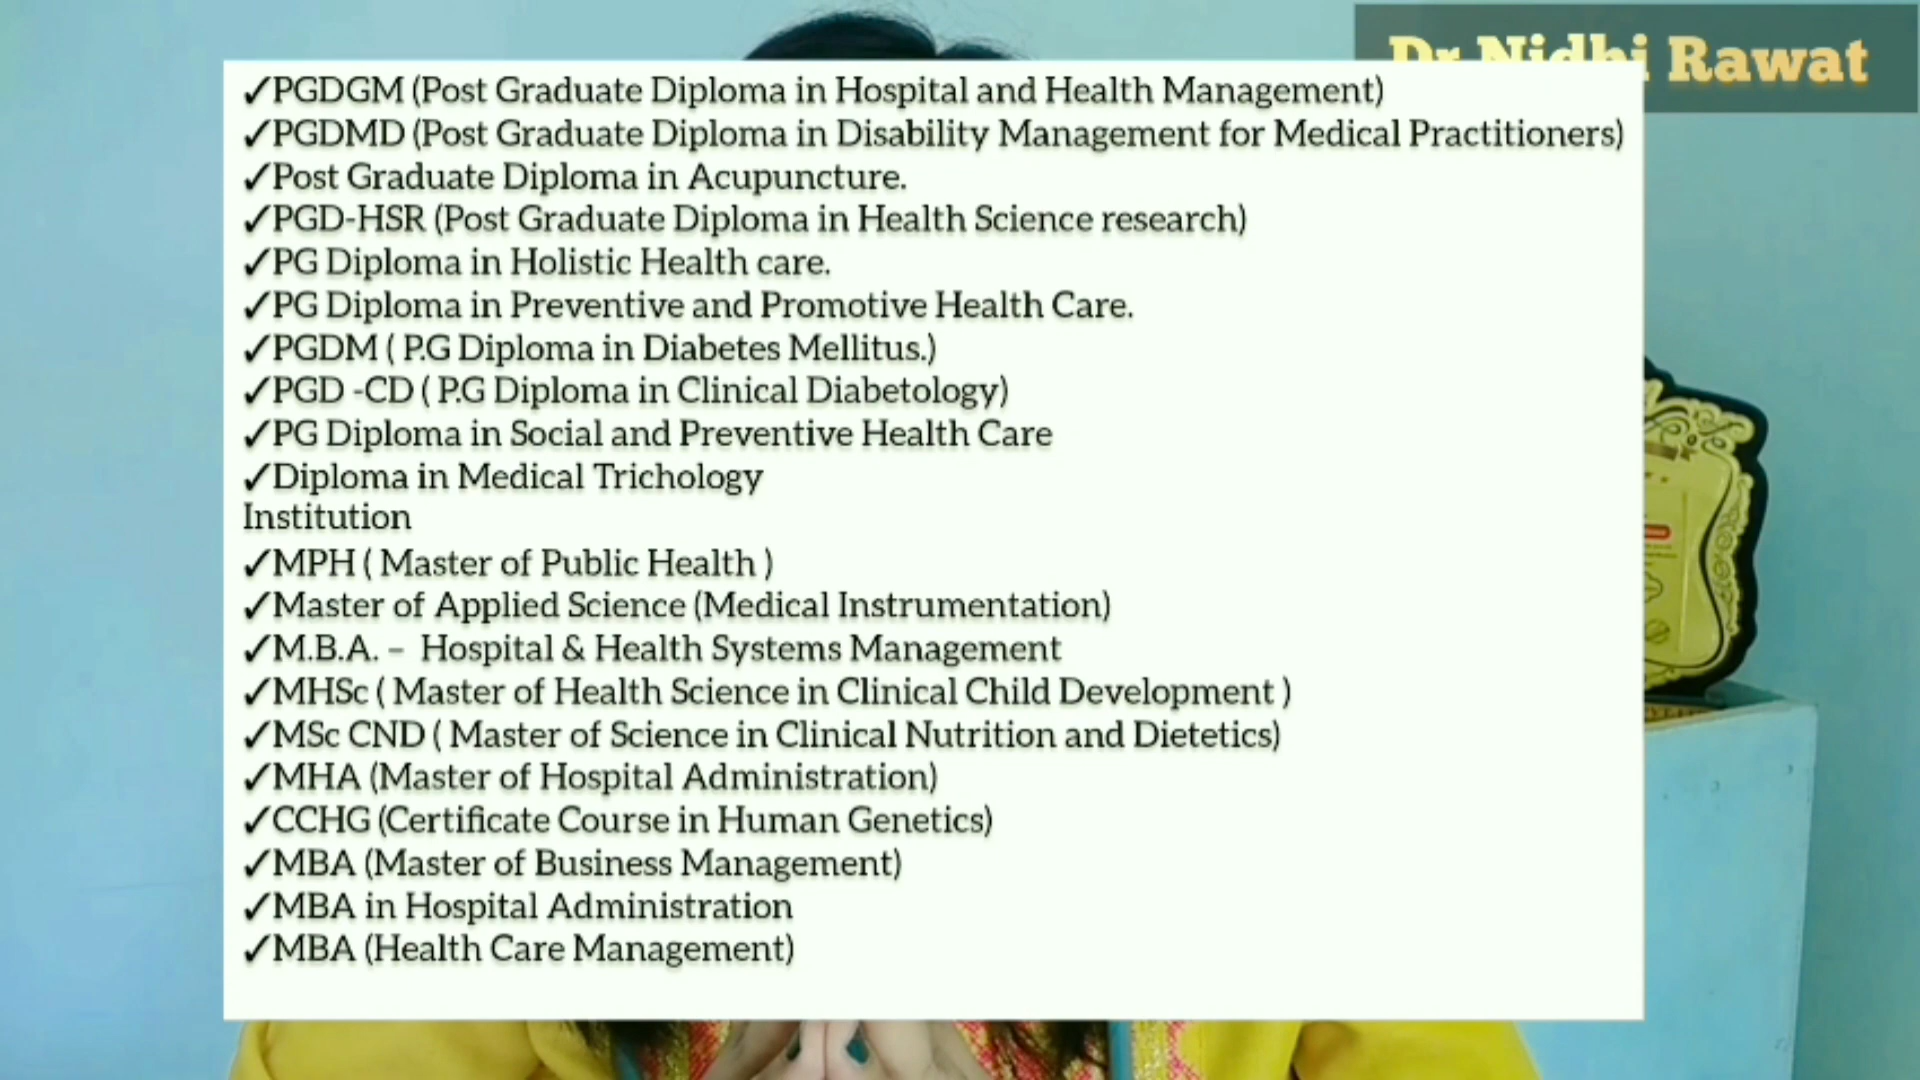 Dr Nidhi Rawat
✓PGDGM (Post Graduate Diploma in Hospital and Health Management)
✓PGDMD (Post Graduate Diploma in Disability Management for Medical Practitioners)
✓Post Graduate Diploma in Acupuncture.
✓PGD-HSR (Post Graduate Diploma in Health Science research)
✓PG Diploma in Holistic Health care.
✓PG Diploma in Preventive and Promotive Health Care.
✓PGDM ( P.G Diploma in Diabetes Mellitus.)
✓PGD -CD ( P.G Diploma in Clinical Diabetology)
✓PG Diploma in Social and Preventive Health Care
✓Diploma in Medical Trichology
Institution
✓MPH ( Master of Public Health )
✓Master of Applied Science (Medical Instrumentation)
✓M.B.A. – Hospital & Health Systems Management
✓MHSc ( Master of Health Science in Clinical Child Development )
✓MSc CND ( Master of Science in Clinical Nutrition and Dietetics)
✓MHA (Master of Hospital Administration)
✓CCHG (Certificate Course in Human Genetics)
✓MBA (Master of Business Management)
✓MBA in Hospital Administration
✓MBA (Health Care Management)